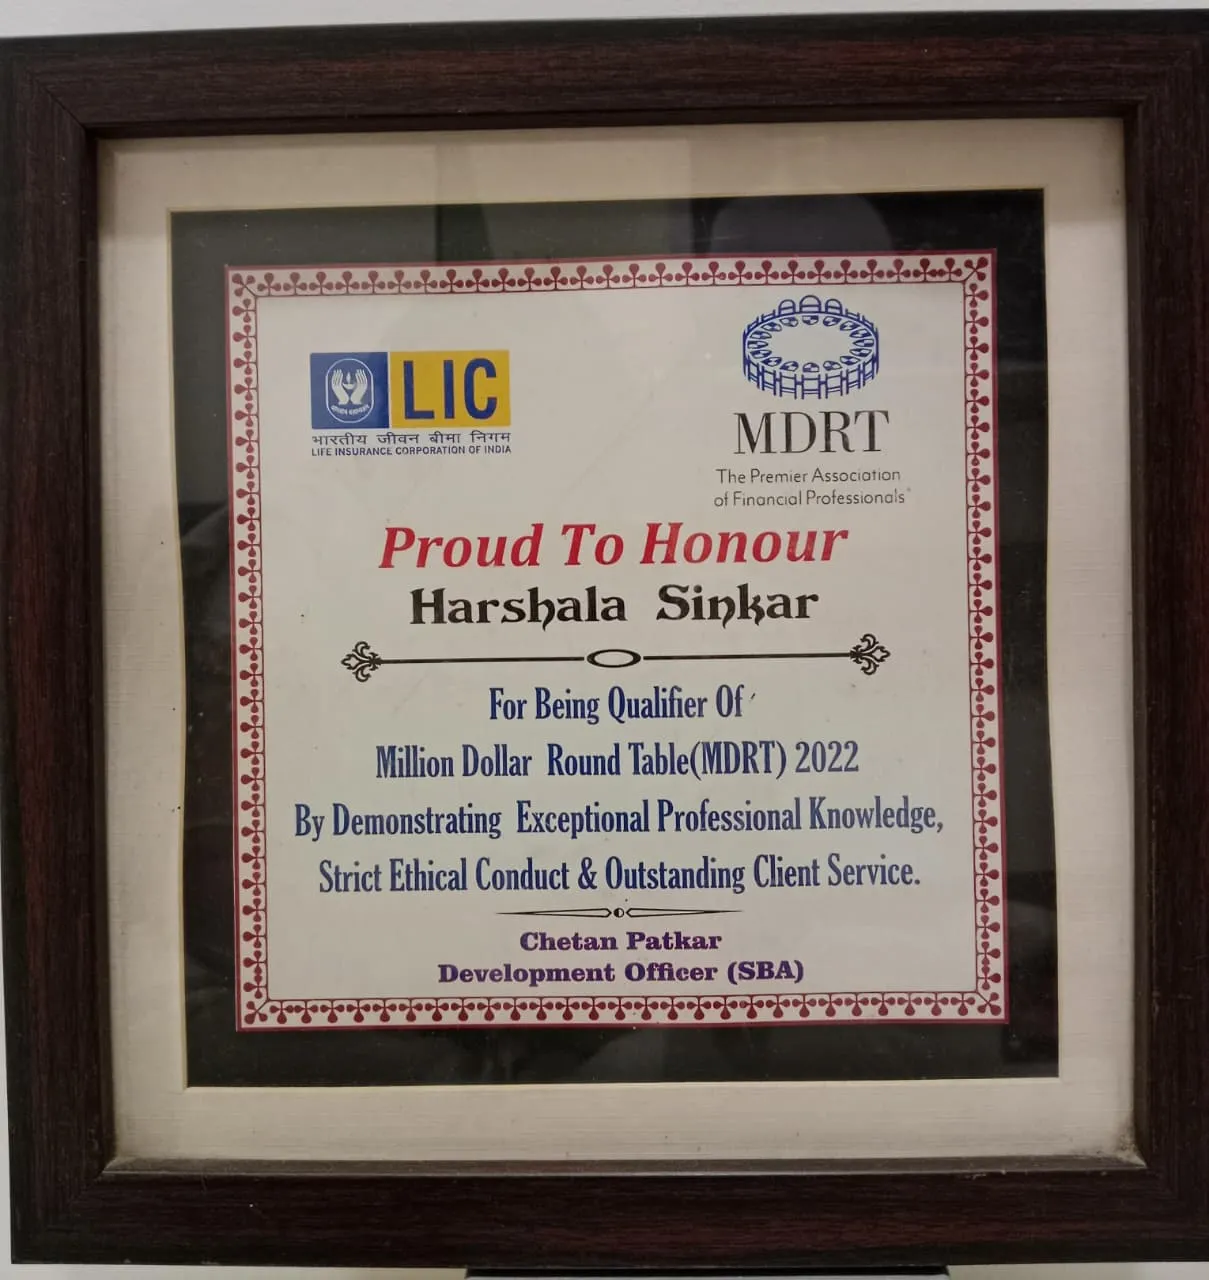 LIC
भारतीय जीवन बीमा निगम
LIFE INSURANCE CORPORATION OF INDIA
MDRT
The Premier Association
of Financial Professionals®
Proud To Honour
Harshala Sinkar
For Being Qualifier Of
Million Dollar Round Table(MDRT) 2022
By Demonstrating Exceptional Professional Knowledge,
Strict Ethical Conduct & Outstanding Client Service.
Chetan Patkar
Development Officer (SBA)